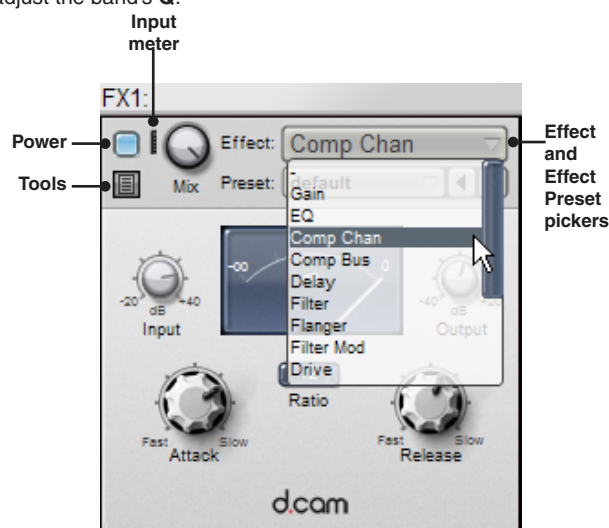 adjust the band's Q.
Input
meter
FX1:
Power
Effect: Comp Chan
Effect
and
Effect
Preset
pickers
Tools
Mix
Preset: default
-
Gain
EQ
Comp Chan
Comp Bus
Delay
Filter
Flanger
Filter Mod
Drive
-∞
0
-20
+40
dB
Input
-40
dB
Output
Ratio
Fast
Slow
Attack
Fast
Slow
Release
d.cam